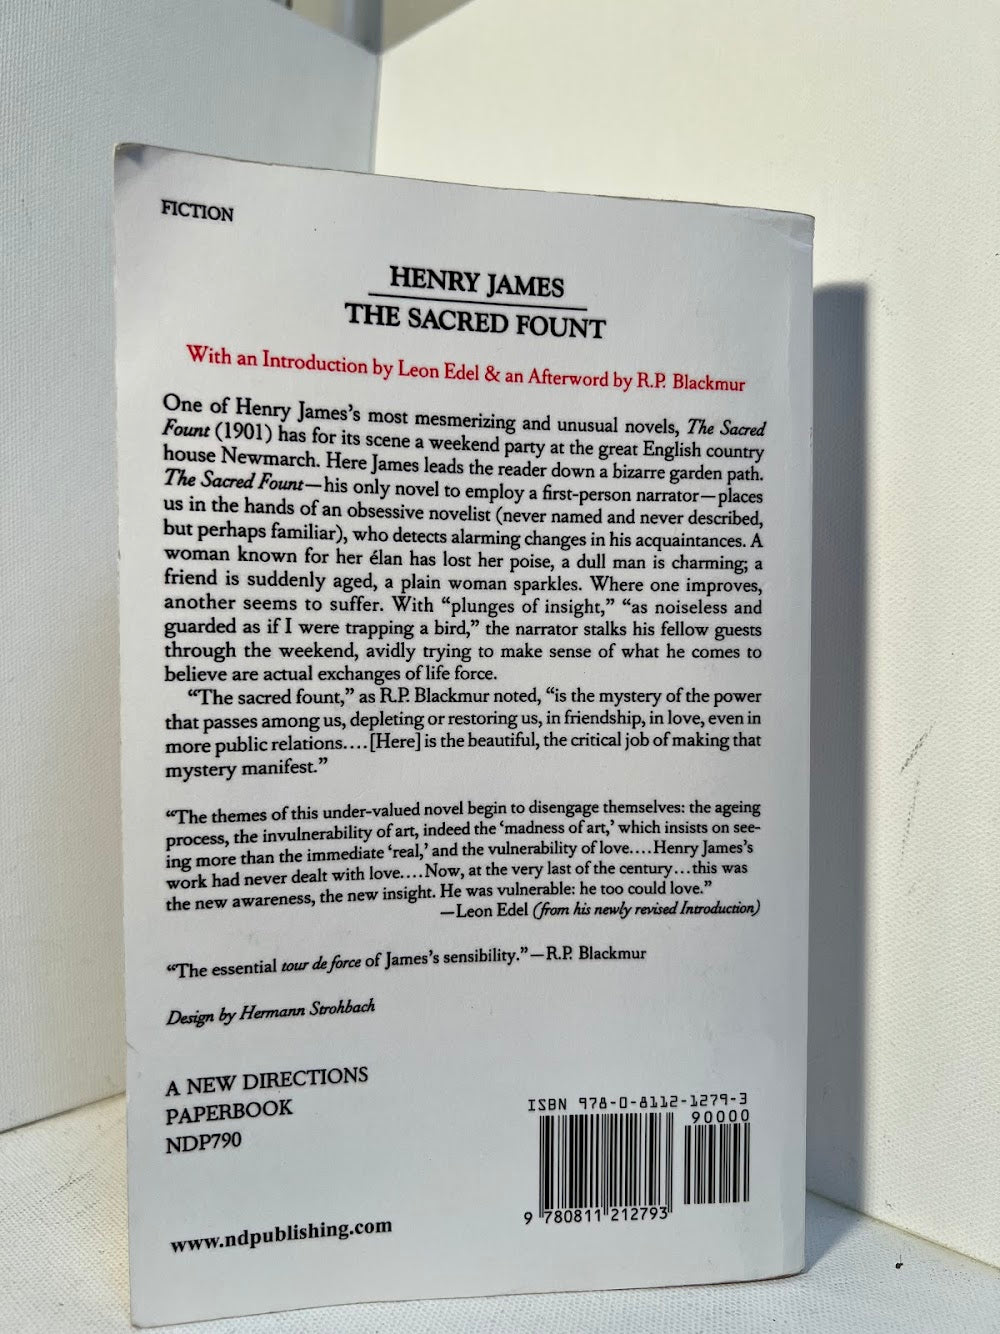 FICTION
HENRY JAMES
THE SACRED FOUNT
With an Introduction by Leon Edel & an Afterword by R.P. Blackmur
One of Henry James's most mesmerizing and unusual novels, The Sacred
Fount (1901) has for its scene a weekend party at the great English country
house Newmarch. Here James leads the reader down a bizarre garden path.
The Sacred Fount—his only novel to employ a first-person narrator—places
us in the hands of an obsessive novelist (never named and never described,
but perhaps familiar), who detects alarming changes in his acquaintances. A
woman known for her élan has lost her poise, a dull man is charming; a
friend is suddenly aged, a plain woman sparkles. Where one improves,
another seems to suffer. With “plunges of insight,” “as noiseless and
guarded as if I were trapping a bird,” the narrator stalks his fellow guests
through the weekend, avidly trying to make sense of what he comes to
believe are actual exchanges of life force.
“The sacred fount,” as R.P. Blackmur noted, “is the mystery of the power
that passes among us, depleting or restoring us, in friendship, in love, even in
more public relations....[Here] is the beautiful, the critical job of making that
mystery manifest.”
“The themes of this under-valued novel begin to disengage themselves: the ageing
process, the invulnerability of art, indeed the ‘madness of art,’ which insists on see-
ing more than the immediate ‘real,’ and the vulnerability of love....Henry James's
work had never dealt with love....Now, at the very last of the century...this was
the new awareness, the new insight. He was vulnerable: he too could love.”
—Leon Edel (from his newly revised Introduction)
“The essential tour de force of James's sensibility.”—R.P. Blackmur
Design by Hermann Strohbach
A NEW DIRECTIONS
PAPERBOOK
NDP790
www.ndpublishing.com
ISBN 978-0-8112-1279-3
90000
9 780811 212793